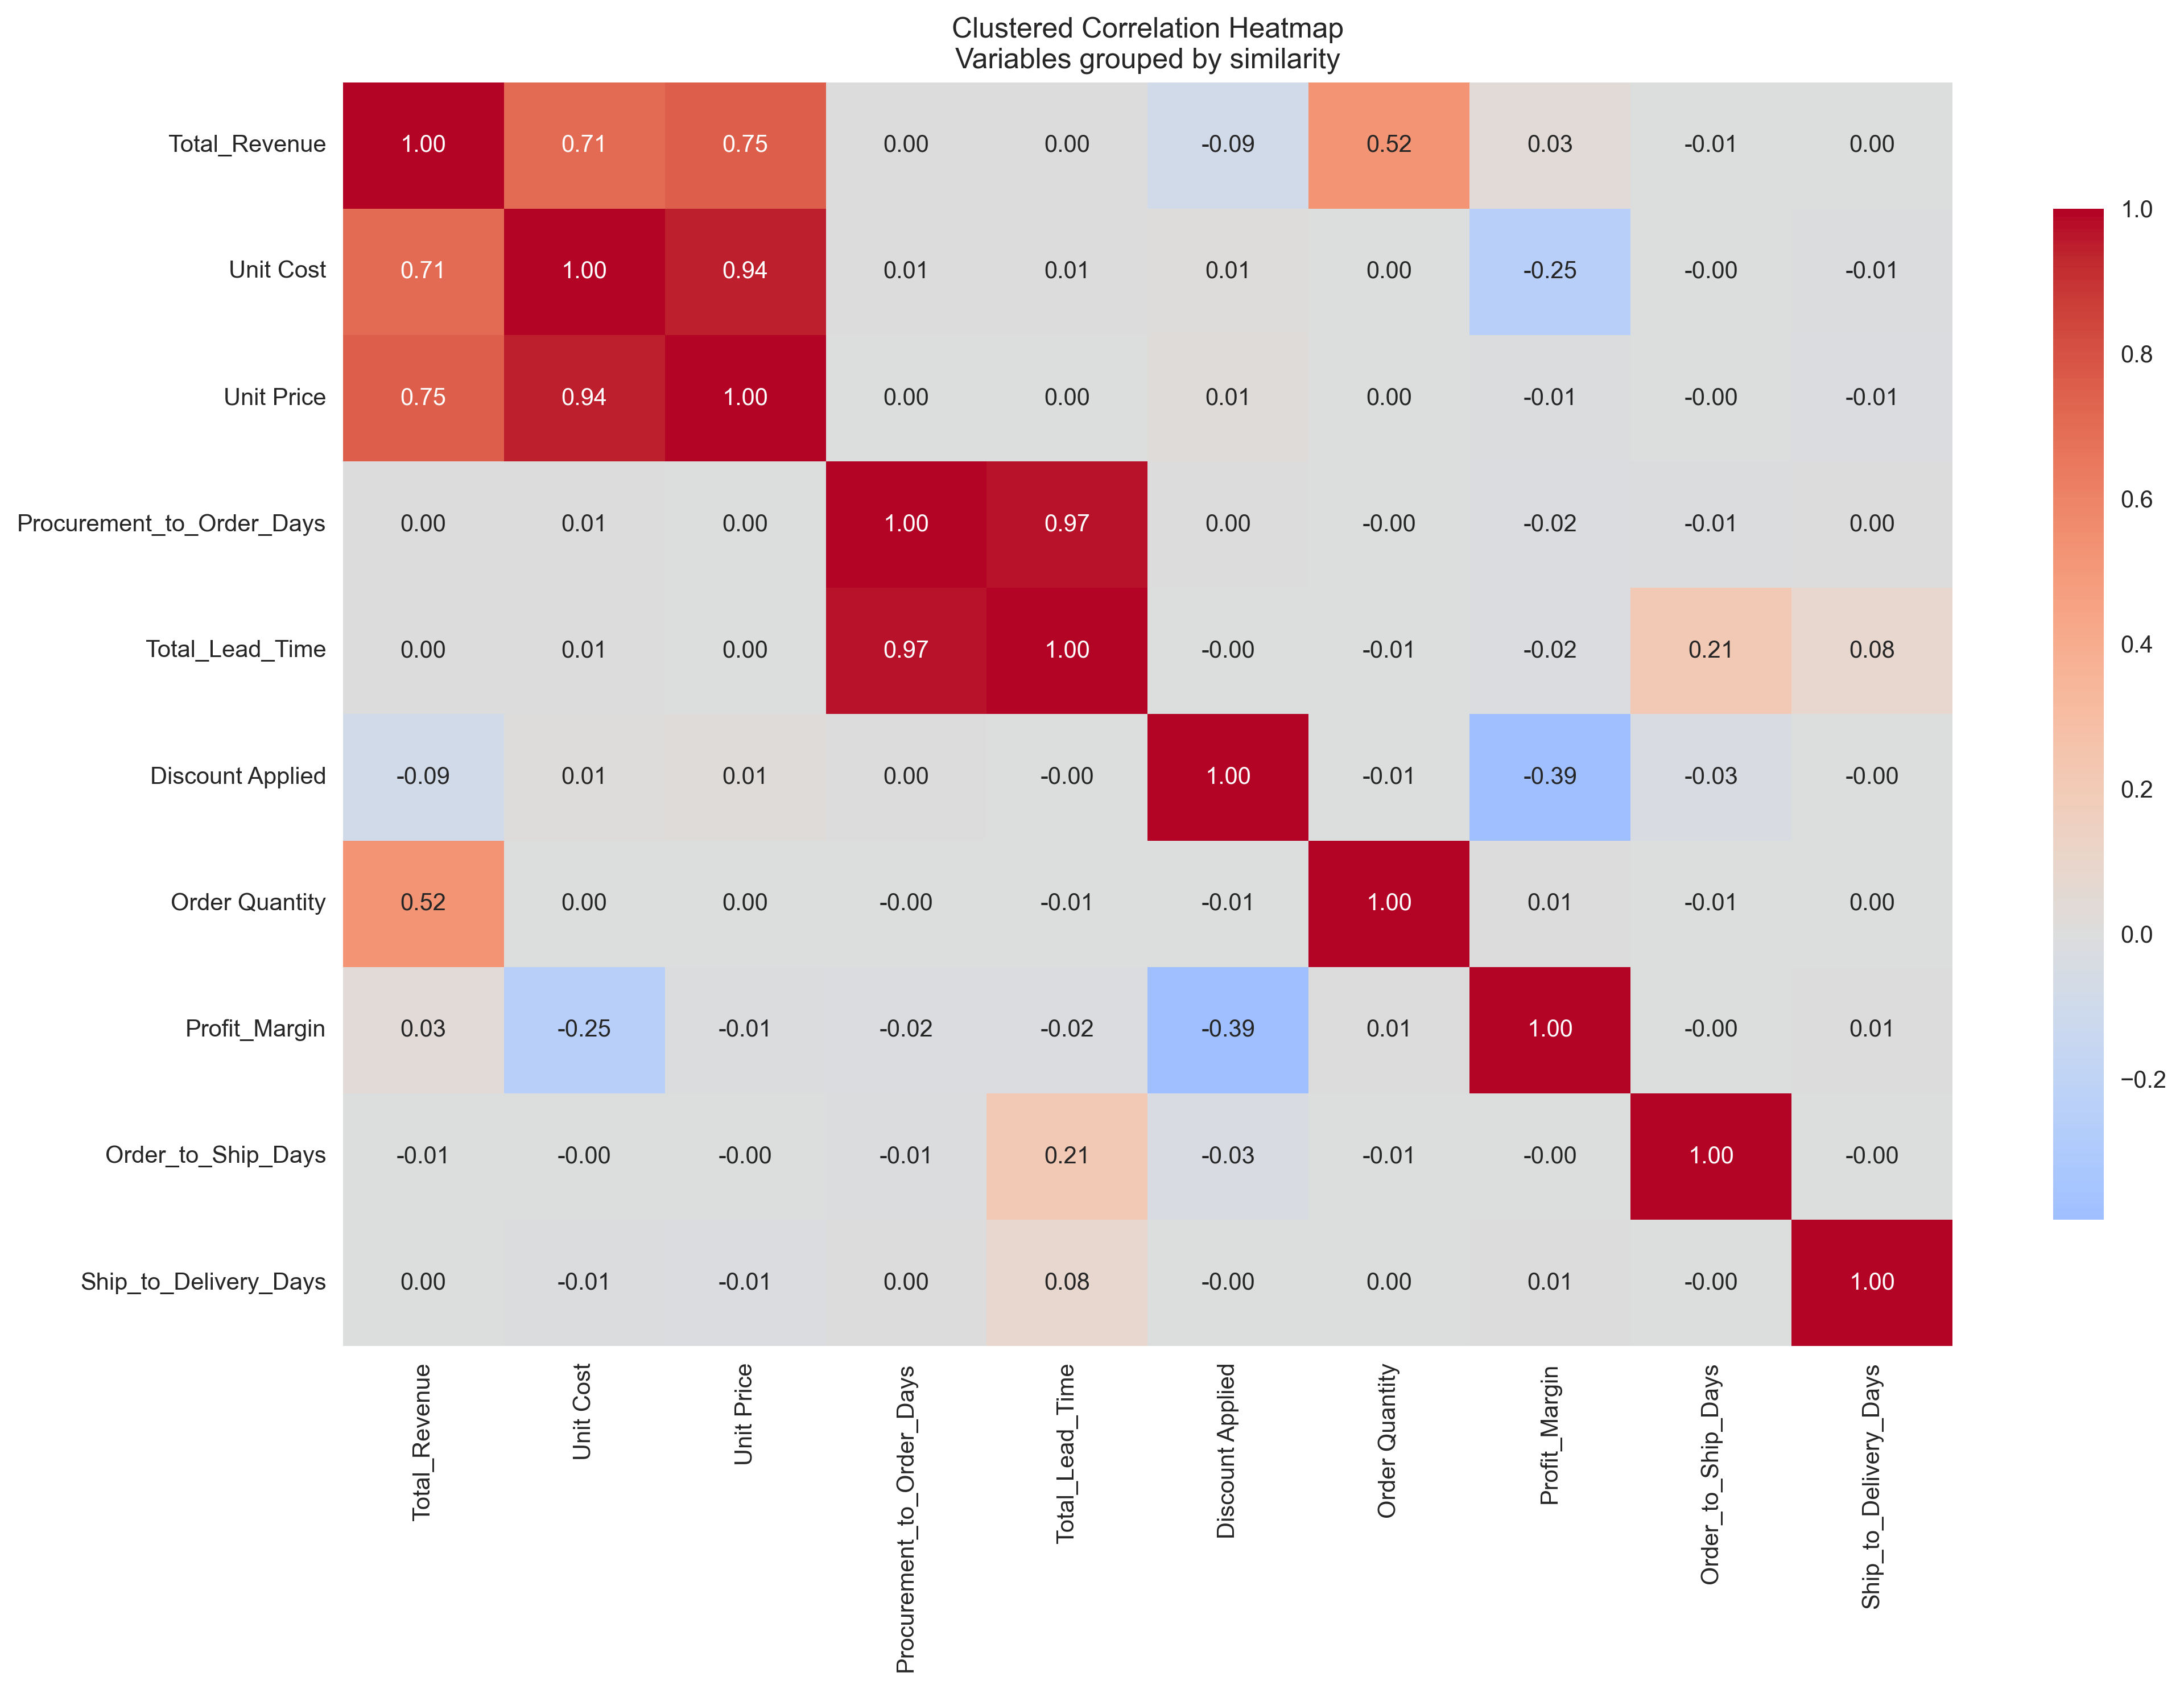 Clustered Correlation Heatmap
Variables grouped by similarity
Total_Revenue 1.00 0.71 0.75 0.00 0.00 -0.09 0.52 0.03 -0.01 0.00
Unit Cost 0.71 1.00 0.94 0.01 0.01 0.01 0.00 -0.25 -0.00 -0.01
Unit Price 0.75 0.94 1.00 0.00 0.00 0.01 0.00 -0.01 -0.00 -0.01
Procurement_to_Order_Days 0.00 0.01 0.00 1.00 0.97 0.00 -0.00 -0.02 -0.01 0.00
Total_Lead_Time 0.00 0.01 0.00 0.97 1.00 -0.00 -0.01 -0.02 0.21 0.08
Discount Applied -0.09 0.01 0.01 0.00 -0.00 1.00 -0.01 -0.39 -0.03 -0.00
Order Quantity 0.52 0.00 0.00 -0.00 -0.01 -0.01 1.00 0.01 -0.01 0.00
Profit_Margin 0.03 -0.25 -0.01 -0.02 -0.02 -0.39 0.01 1.00 -0.00 0.01
Order_to_Ship_Days -0.01 -0.00 -0.00 -0.01 0.21 -0.03 -0.01 -0.00 1.00 -0.00
Ship_to_Delivery_Days 0.00 -0.01 -0.01 0.00 0.08 -0.00 0.00 0.01 -0.00 1.00
Total_Revenue
Unit Cost
Unit Price
Procurement_to_Order_Days
Total_Lead_Time
Discount Applied
Order Quantity
Profit_Margin
Order_to_Ship_Days
Ship_to_Delivery_Days
1.0
0.8
0.6
0.4
0.2
0.0
−0.2